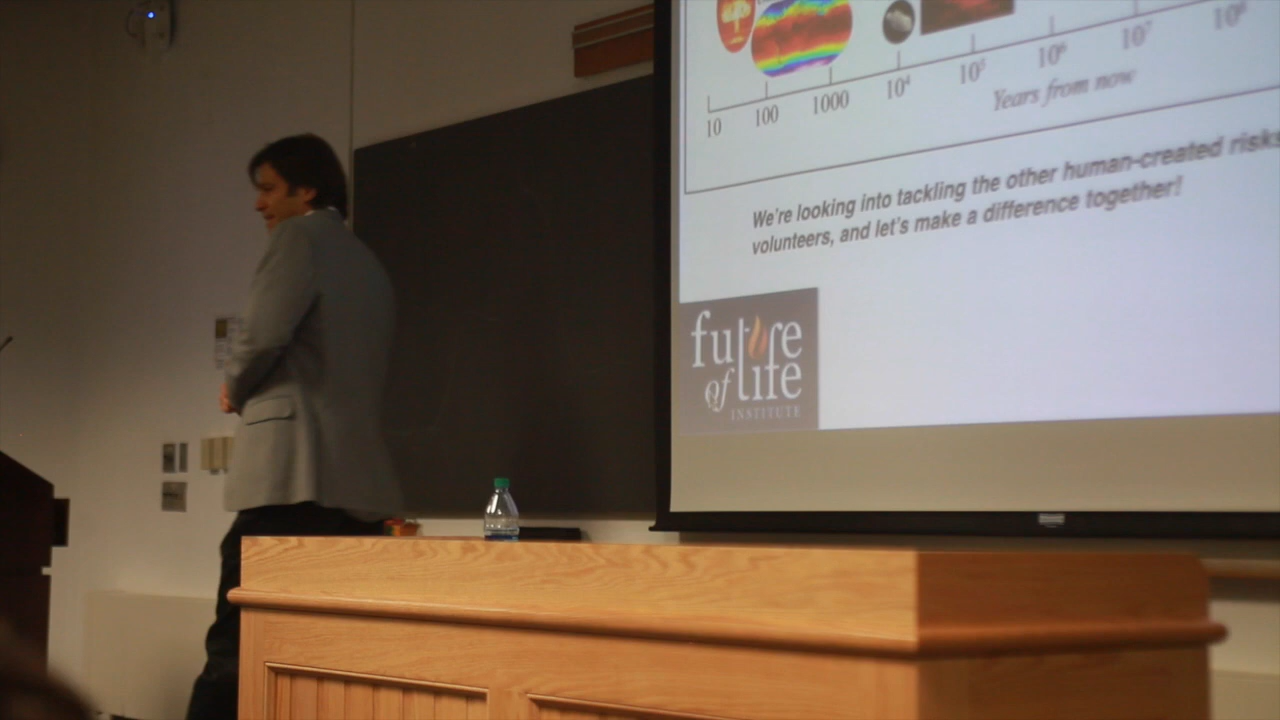 10 100 1000 10⁴ 10⁵ 10⁶ 10⁷ 10⁸
Years from now
We're looking into tackling the other human-created risks
volunteers, and let's make a difference together!
future
of life
INSTITUTE